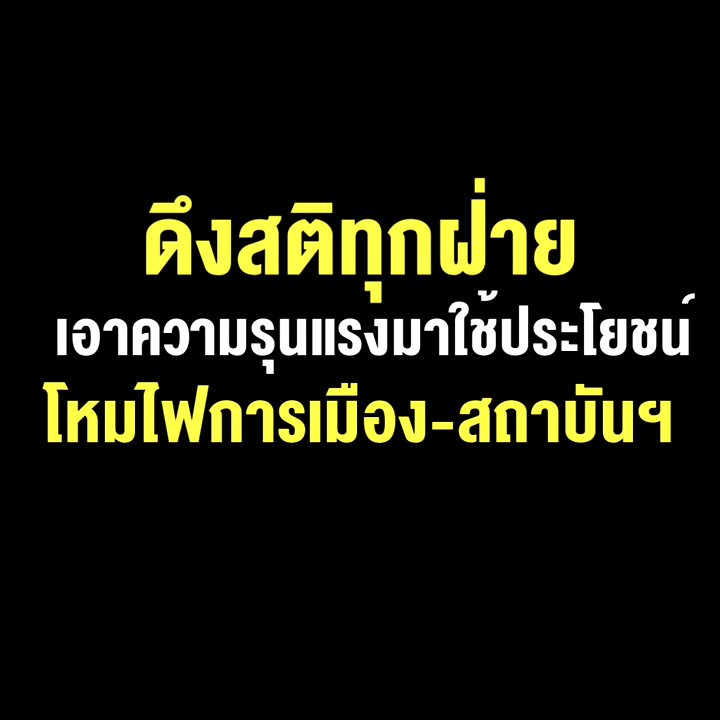 ดึงสติทุกฝ่าย
เอาความรุนแรงมาใช้ประโยชน์
โหมไฟการเมือง-สถาบันฯ